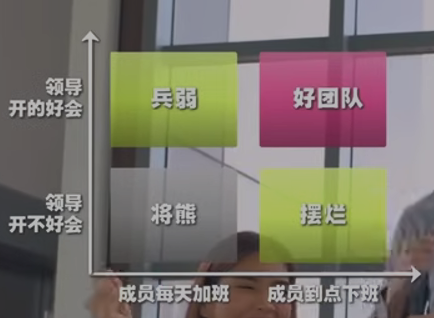 领导
开的好会
兵弱
好团队
领导
开不好会
将熊
摆烂
成员每天加班
成员到点下班